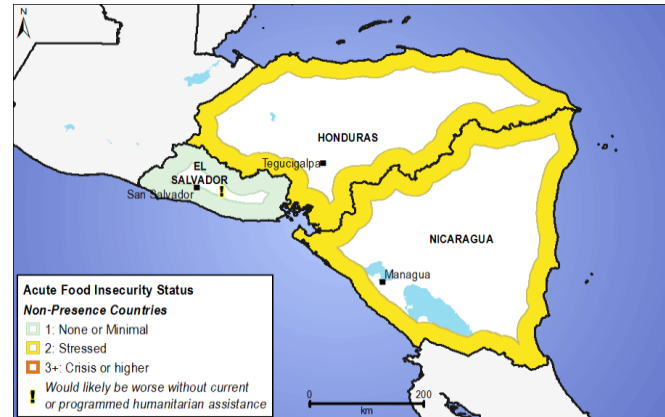 N
HONDURAS
Tegucigalpa
EL
SALVADOR
San Salvador
!
NICARAGUA
Managua
Acute Food Insecurity Status
Non-Presence Countries
1: None or Minimal
2: Stressed
3+: Crisis or higher
! Would likely be worse without current
or programmed humanitarian assistance
0 200
km